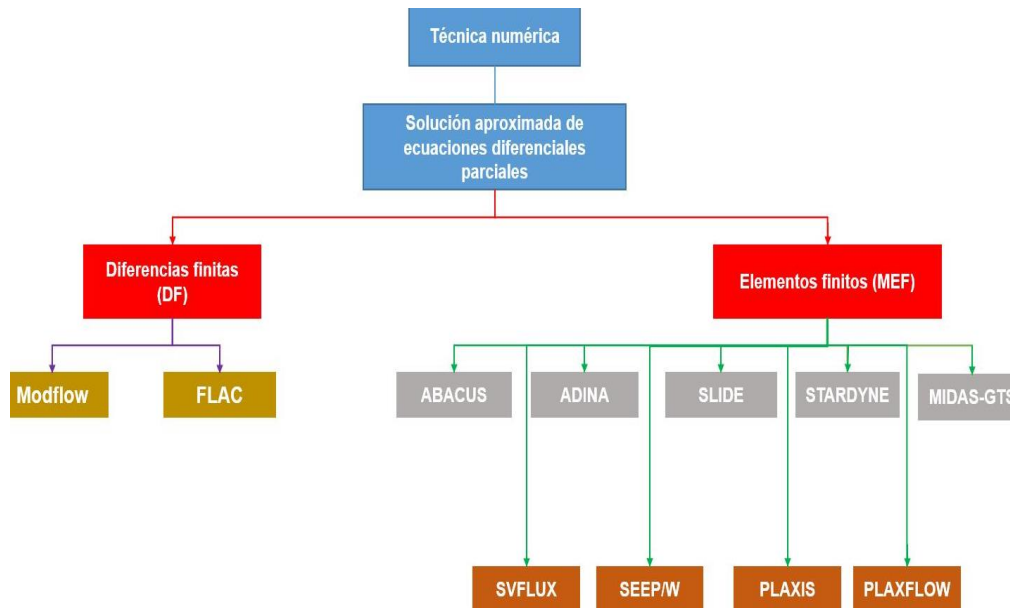 Técnica numérica
Solución aproximada de
ecuaciones diferenciales
parciales
Diferencias finitas
(DF)
Elementos finitos (MEF)
Modflow
FLAC
ABACUS
ADINA
SLIDE
STARDYNE
MIDAS-GTS
SVFLUX
SEEP/W
PLAXIS
PLAXFLOW